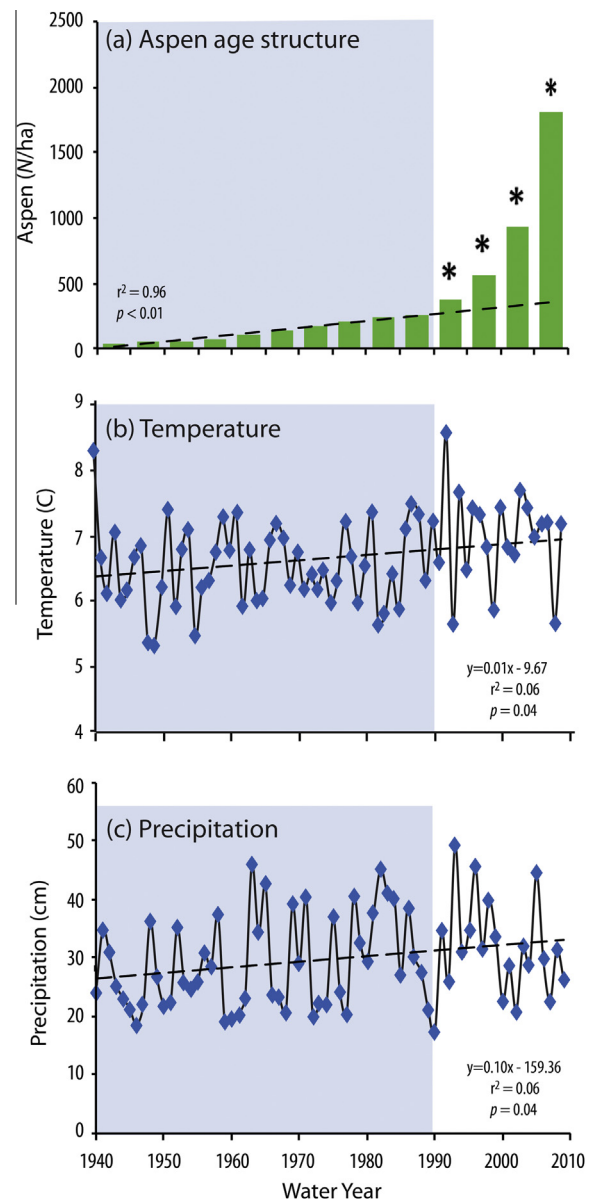 (a) Aspen age structure
Aspen (N/ha)
2500
2000
1500
1000
500
0
r² = 0.96
p < 0.01
*
*
*
*
(b) Temperature
Temperature (C)
9
8
7
6
5
4
y=0.01x - 9.67
r² = 0.06
p = 0.04
(c) Precipitation
Precipitation (cm)
60
50
40
30
20
10
0
y=0.10x - 159.36
r² = 0.06
p = 0.04
1940 1950 1960 1970 1980 1990 2000 2010
Water Year